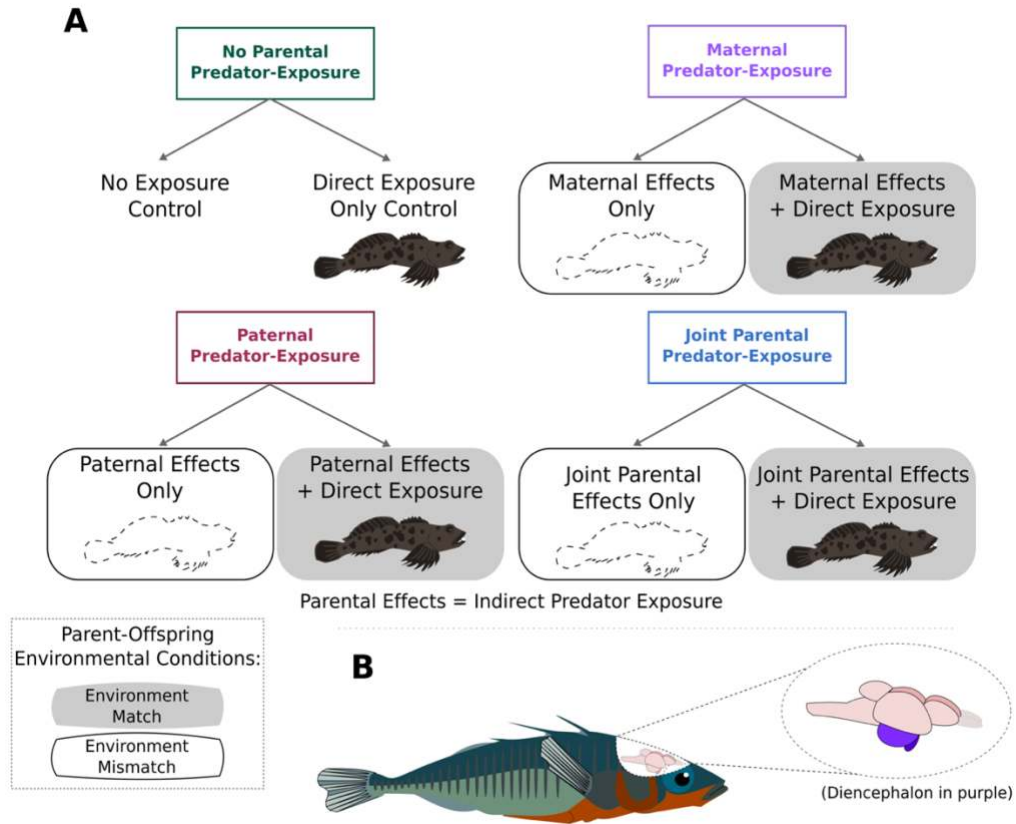 A
No Parental
Predator-Exposure
Maternal
Predator-Exposure
No Exposure
Control
Direct Exposure
Only Control
Maternal Effects
Only
Maternal Effects
+ Direct Exposure
Paternal
Predator-Exposure
Joint Parental
Predator-Exposure
Paternal Effects
Only
Paternal Effects
+ Direct Exposure
Joint Parental
Effects Only
Joint Parental Effects
+ Direct Exposure
Parental Effects = Indirect Predator Exposure
Parent-Offspring
Environmental Conditions:
Environment
Match
Environment
Mismatch
B
(Diencephalon in purple)